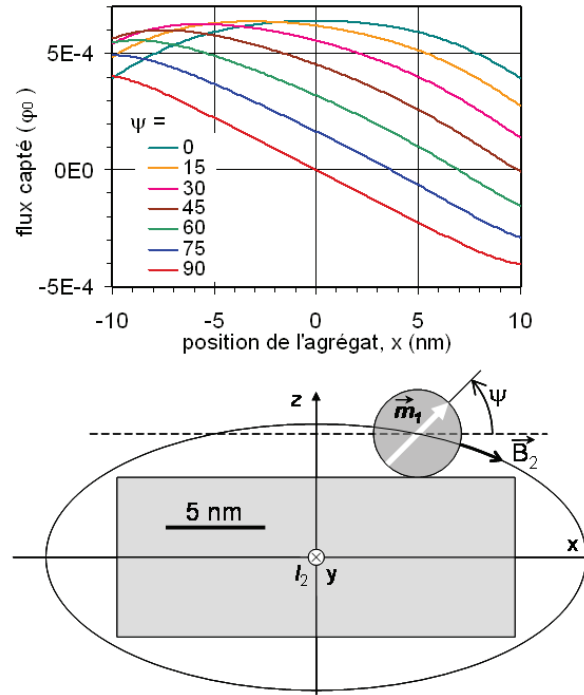 flux capté (φ0)
5E-4
0E0
-5E-4
ψ =
0
15
30
45
60
75
90
-10 -5 0 5 10
position de l'agrégat, x (nm)
z
m₁
ψ
B₂
5 nm
x
I₂ y